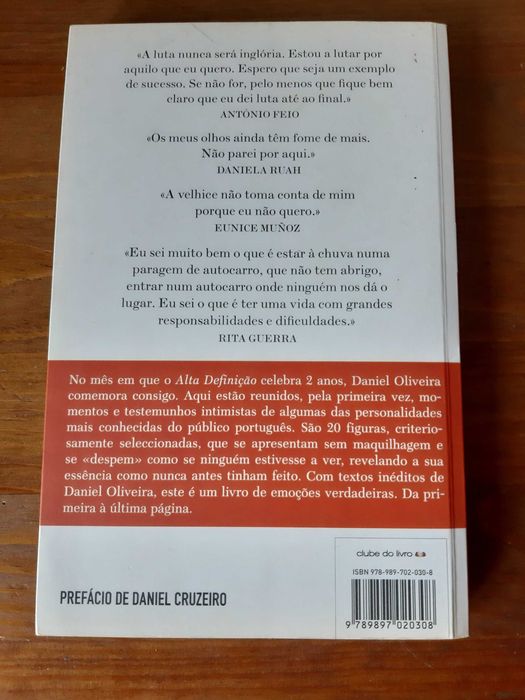 «A luta nunca será inglória. Estou a lutar por
aquilo que eu quero. Espero que seja um exemplo
de sucesso. Se não for, pelo menos que fique bem
claro que eu dei luta até ao final.»
ANTÓNIO FEIO
«Os meus olhos ainda têm fome de mais.
Não parei por aqui.»
DANIELA RUAH
«A velhice não toma conta de mim
porque eu não quero.»
EUNICE MUÑOZ
«Eu sei muito bem o que é estar à chuva numa
paragem de autocarro, que não tem abrigo,
entrar num autocarro onde ninguém nos dá o
lugar. Eu sei o que é ter uma vida com grandes
responsabilidades e dificuldades.»
RITA GUERRA
No mês em que o Alta Definição celebra 2 anos, Daniel Oliveira
comemora consigo. Aqui estão reunidos, pela primeira vez, mo-
mentos e testemunhos intimistas de algumas das personalidades
mais conhecidas do público português. São 20 figuras, criterio-
samente seleccionadas, que se apresentam sem maquilhagem e
se «despem» como se ninguém estivesse a ver, revelando a sua
essência como nunca antes tinham feito. Com textos inéditos de
Daniel Oliveira, este é um livro de emoções verdadeiras. Da pri-
meira à última página.
clube do livro
ISBN 978-989-702-030-8
PREFÁCIO DE DANIEL CRUZEIRO
9 789897 020308